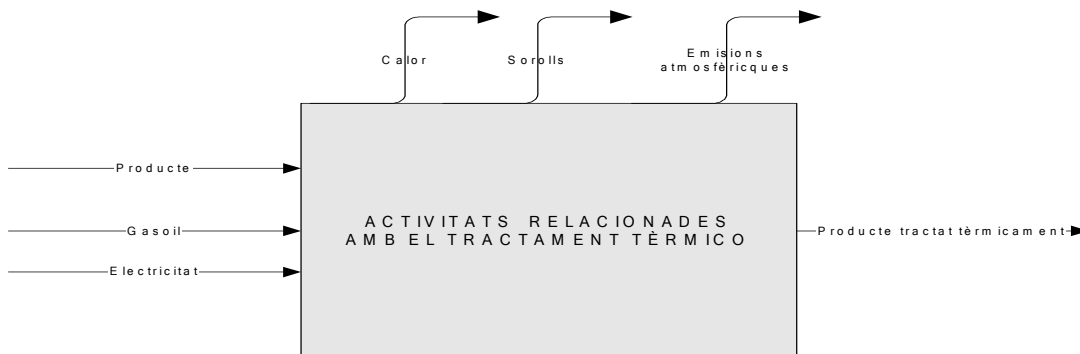 Calor
Sorolls
Emisions
atmosfèricques
Producte
Gasoil
Electricitat
ACTIVITATS RELACIONADES
AMB EL TRACTAMENT TÈRMICO
Producte tractat tèrmicament